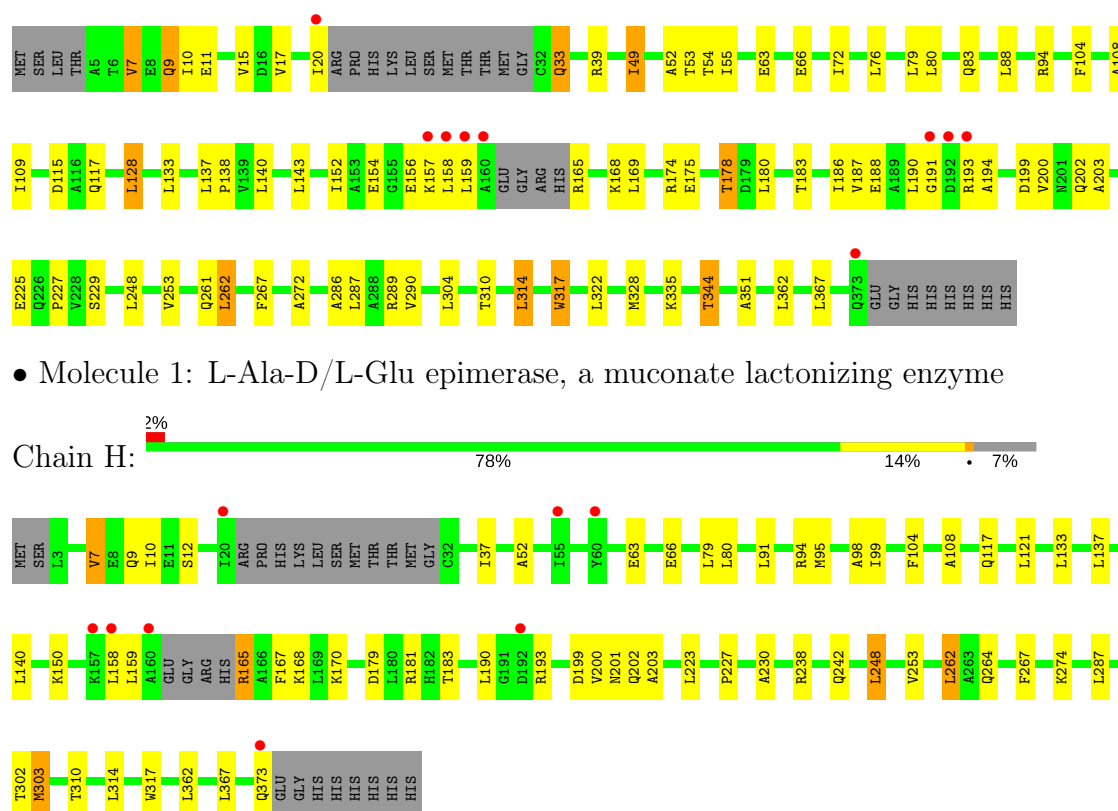 MET SER LEU THR A5 T6 V7 E8 Q9 I10 E11 V15 D16 V17 I20 ARG PRO HIS LYS LEU SER MET THR THR MET GLY C32 Q33 R39 I49 A52 T53 T54 I55 E63 E66 I72 L76 L79 L80 Q83 L88 R94 F104 A108
I109 D115 A116 Q117 L128 L133 L137 P138 V139 L140 L143 I152 A153 E154 G155 E156 K157 L158 L159 A160 GLU GLY ARG HIS R165 K168 L169 R174 E175 T178 D179 L180 T183 I186 V187 E188 A189 L190 G191 D192 R193 A194 D199 V200 N201 Q202 A203
E225 Q226 P227 V228 S229 L248 V253 Q261 L262 F267 A272 A286 L287 A288 R289 V290 L304 T310 L314 W317 L322 M328 K335 T344 A351 L362 L367 Q373 GLU GLY HIS HIS HIS HIS HIS HIS
• Molecule 1: L-Ala-D/L-Glu epimerase, a muconate lactonizing enzyme
2%
Chain H:
78% 14% • 7%
MET SER L3 V7 E8 Q9 I10 E11 S12 I20 ARG PRO HIS LYS LEU SER MET THR THR MET GLY C32 I37 A52 I55 Y60 E63 E66 L79 L80 L91 R94 M95 A98 I99 F104 A108 Q117 L121 L133 L137
L140 K150 K157 L158 L159 A160 GLU GLY ARG HIS R165 A166 F167 K168 L169 K170 D179 L180 R181 H182 T183 L190 G191 D192 R193 D199 V200 N201 Q202 A203 L223 P227 A230 R238 Q242 L248 V253 L262 A263 Q264 F267 K274 L287
T302 M303 T310 L314 W317 L362 L367 Q373 GLU GLY HIS HIS HIS HIS HIS HIS